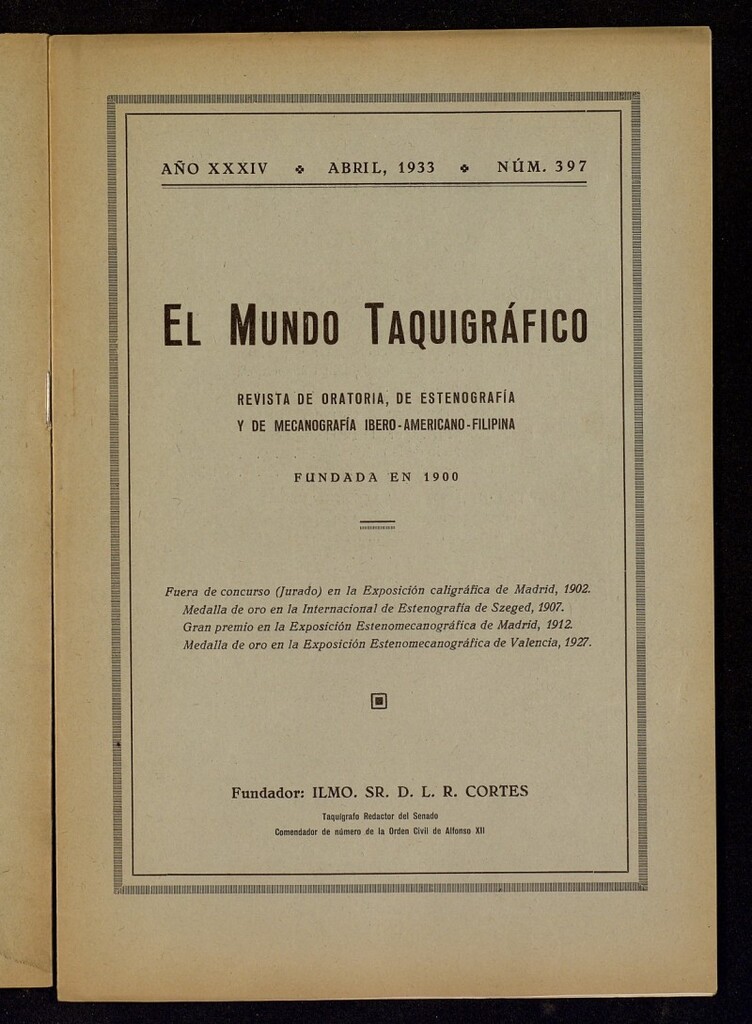 AÑO XXXIV ABRIL, 1933 NÚM. 397
EL MUNDO TAQUIGRÁFICO
REVISTA DE ORATORIA, DE ESTENOGRAFÍA
Y DE MECANOGRAFÍA IBERO-AMERICANO-FILIPINA
FUNDADA EN 1900
Fuera de concurso (Jurado) en la Exposición caligráfica de Madrid, 1902.
Medalla de oro en la Internacional de Estenografía de Szeged, 1907.
Gran premio en la Exposición Estenomecanográfica de Madrid, 1912.
Medalla de oro en la Exposición Estenomecanográfica de Valencia, 1927.
Fundador: ILMO. SR. D. L. R. CORTES
Taquígrafo Redactor del Senado
Comendador de número de la Orden Civil de Alfonso XII